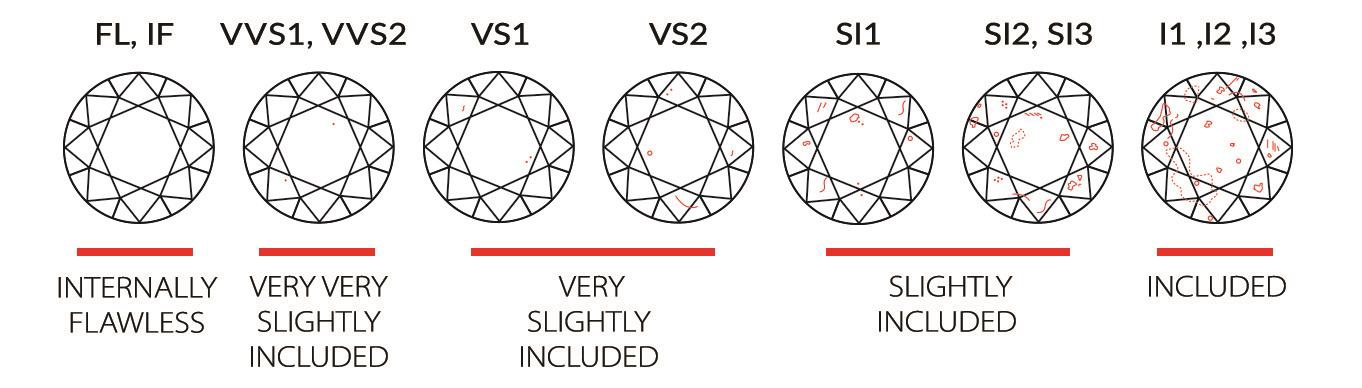 FL, IF VVS1, VVS2 VS1 VS2 SI1 SI2, SI3 I1 ,I2 ,I3
INTERNALLY
FLAWLESS
VERY VERY
SLIGHTLY
INCLUDED
VERY
SLIGHTLY
INCLUDED
SLIGHTLY
INCLUDED
INCLUDED